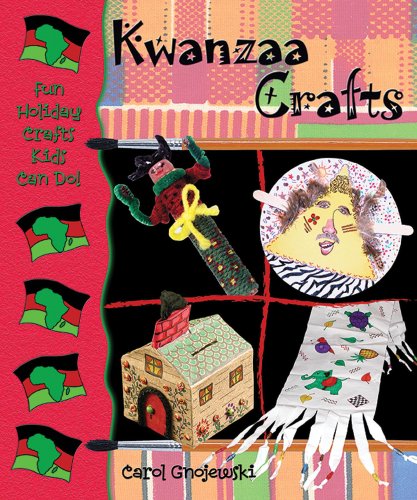 Kwanzaa
Crafts
Fun
Holiday
Crafts
Kids
Can Do!
Carol Gnojewski